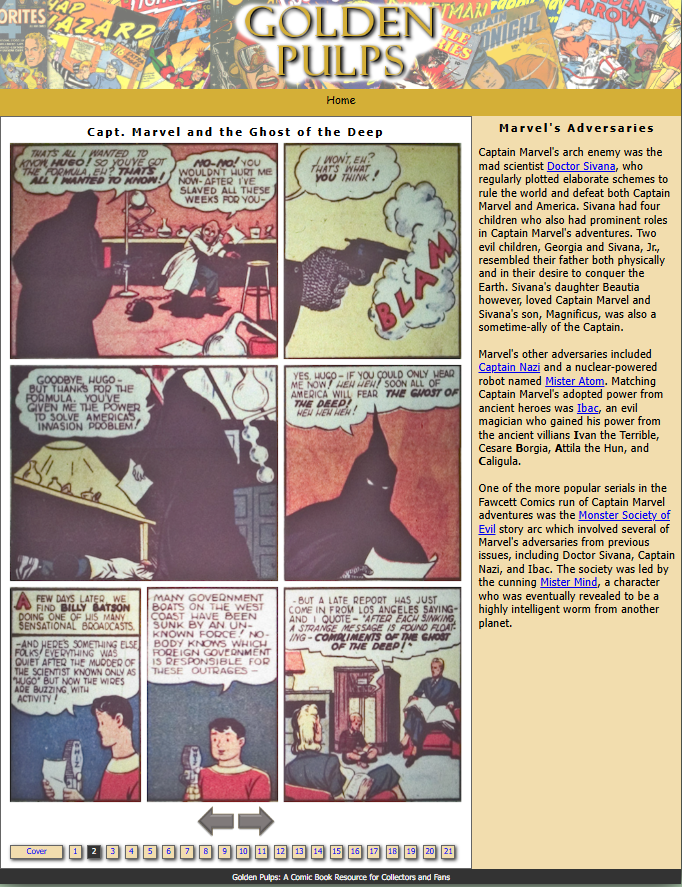 ORITES
HAZARD
GOLDEN
PULPS
MIDNIGHT
ARROW
Home
Capt. Marvel and the Ghost of the Deep
THAT'S ALL I WANTED TO
KNOW, HUGO! SO YOU'VE GOT
THE FORMULA, EH? THAT'S
ALL I WANTED TO KNOW!
NO-NO! YOU
WOULDN'T HURT ME
NOW-AFTER I'VE
SLAVED ALL THESE
WEEKS FOR YOU-
I WON'T, EH?
THAT'S WHAT
YOU THINK!
BLAM
GOODBYE, HUGO-
BUT THANKS FOR THE
FORMULA. YOU'VE
GIVEN ME THE POWER
TO SOLVE AMERICA'S
INVASION PROBLEM!
YES, HUGO- IF YOU COULD ONLY HEAR
ME NOW! HEH HEH! SOON ALL OF
AMERICA WILL FEAR THE GHOST OF
THE DEEP!
HEH HEH HEH!
A FEW DAYS LATER, WE
FIND BILLY BATSON
DOING ONE OF HIS MANY
SENSATIONAL BROADCASTS.
-AND HERE'S SOMETHING ELSE,
FOLKS! EVERYTHING WAS
QUIET AFTER THE MURDER OF
THE SCIENTIST KNOWN ONLY AS
"HUGO" BUT NOW THE WIRES
ARE BUZZING WITH
ACTIVITY!
WHIZ
MANY GOVERNMENT
BOATS ON THE WEST
COAST HAVE BEEN
SUNK BY AN UN-
KNOWN FORCE! NO-
BODY KNOWS WHICH
FOREIGN GOVERNMENT
IS RESPONSIBLE FOR
THESE OUTRAGES-
WHIZ
-BUT A LATE REPORT HAS JUST
COME IN FROM LOS ANGELES SAYING-
AND I QUOTE- "AFTER EACH SINKING,
A STRANGE MESSAGE IS FOUND FLOAT-
ING - COMPLIMENTS OF THE GHOST
OF THE DEEP!"
Cover 1 2 3 4 5 6 7 8 9 10 11 12 13 14 15 16 17 18 19 20 21
Marvel's Adversaries
Captain Marvel's arch enemy was the
mad scientist Doctor Sivana, who
regularly plotted elaborate schemes to
rule the world and defeat both Captain
Marvel and America. Sivana had four
children who also had prominent roles
in Captain Marvel's adventures. Two
evil children, Georgia and Sivana, Jr.,
resembled their father both physically
and in their desire to conquer the
Earth. Sivana's daughter Beautia
however, loved Captain Marvel and
Sivana's son, Magnificus, was also a
sometime-ally of the Captain.
Marvel's other adversaries included
Captain Nazi and a nuclear-powered
robot named Mister Atom. Matching
Captain Marvel's adopted power from
ancient heroes was Ibac, an evil
magician who gained his power from
the ancient villians Ivan the Terrible,
Cesare Borgia, Attila the Hun, and
Caligula.
One of the more popular serials in the
Fawcett Comics run of Captain Marvel
adventures was the Monster Society of
Evil story arc which involved several of
Marvel's adversaries from previous
issues, including Doctor Sivana, Captain
Nazi, and Ibac. The society was led by
the cunning Mister Mind, a character
who was eventually revealed to be a
highly intelligent worm from another
planet.
Golden Pulps: A Comic Book Resource for Collectors and Fans